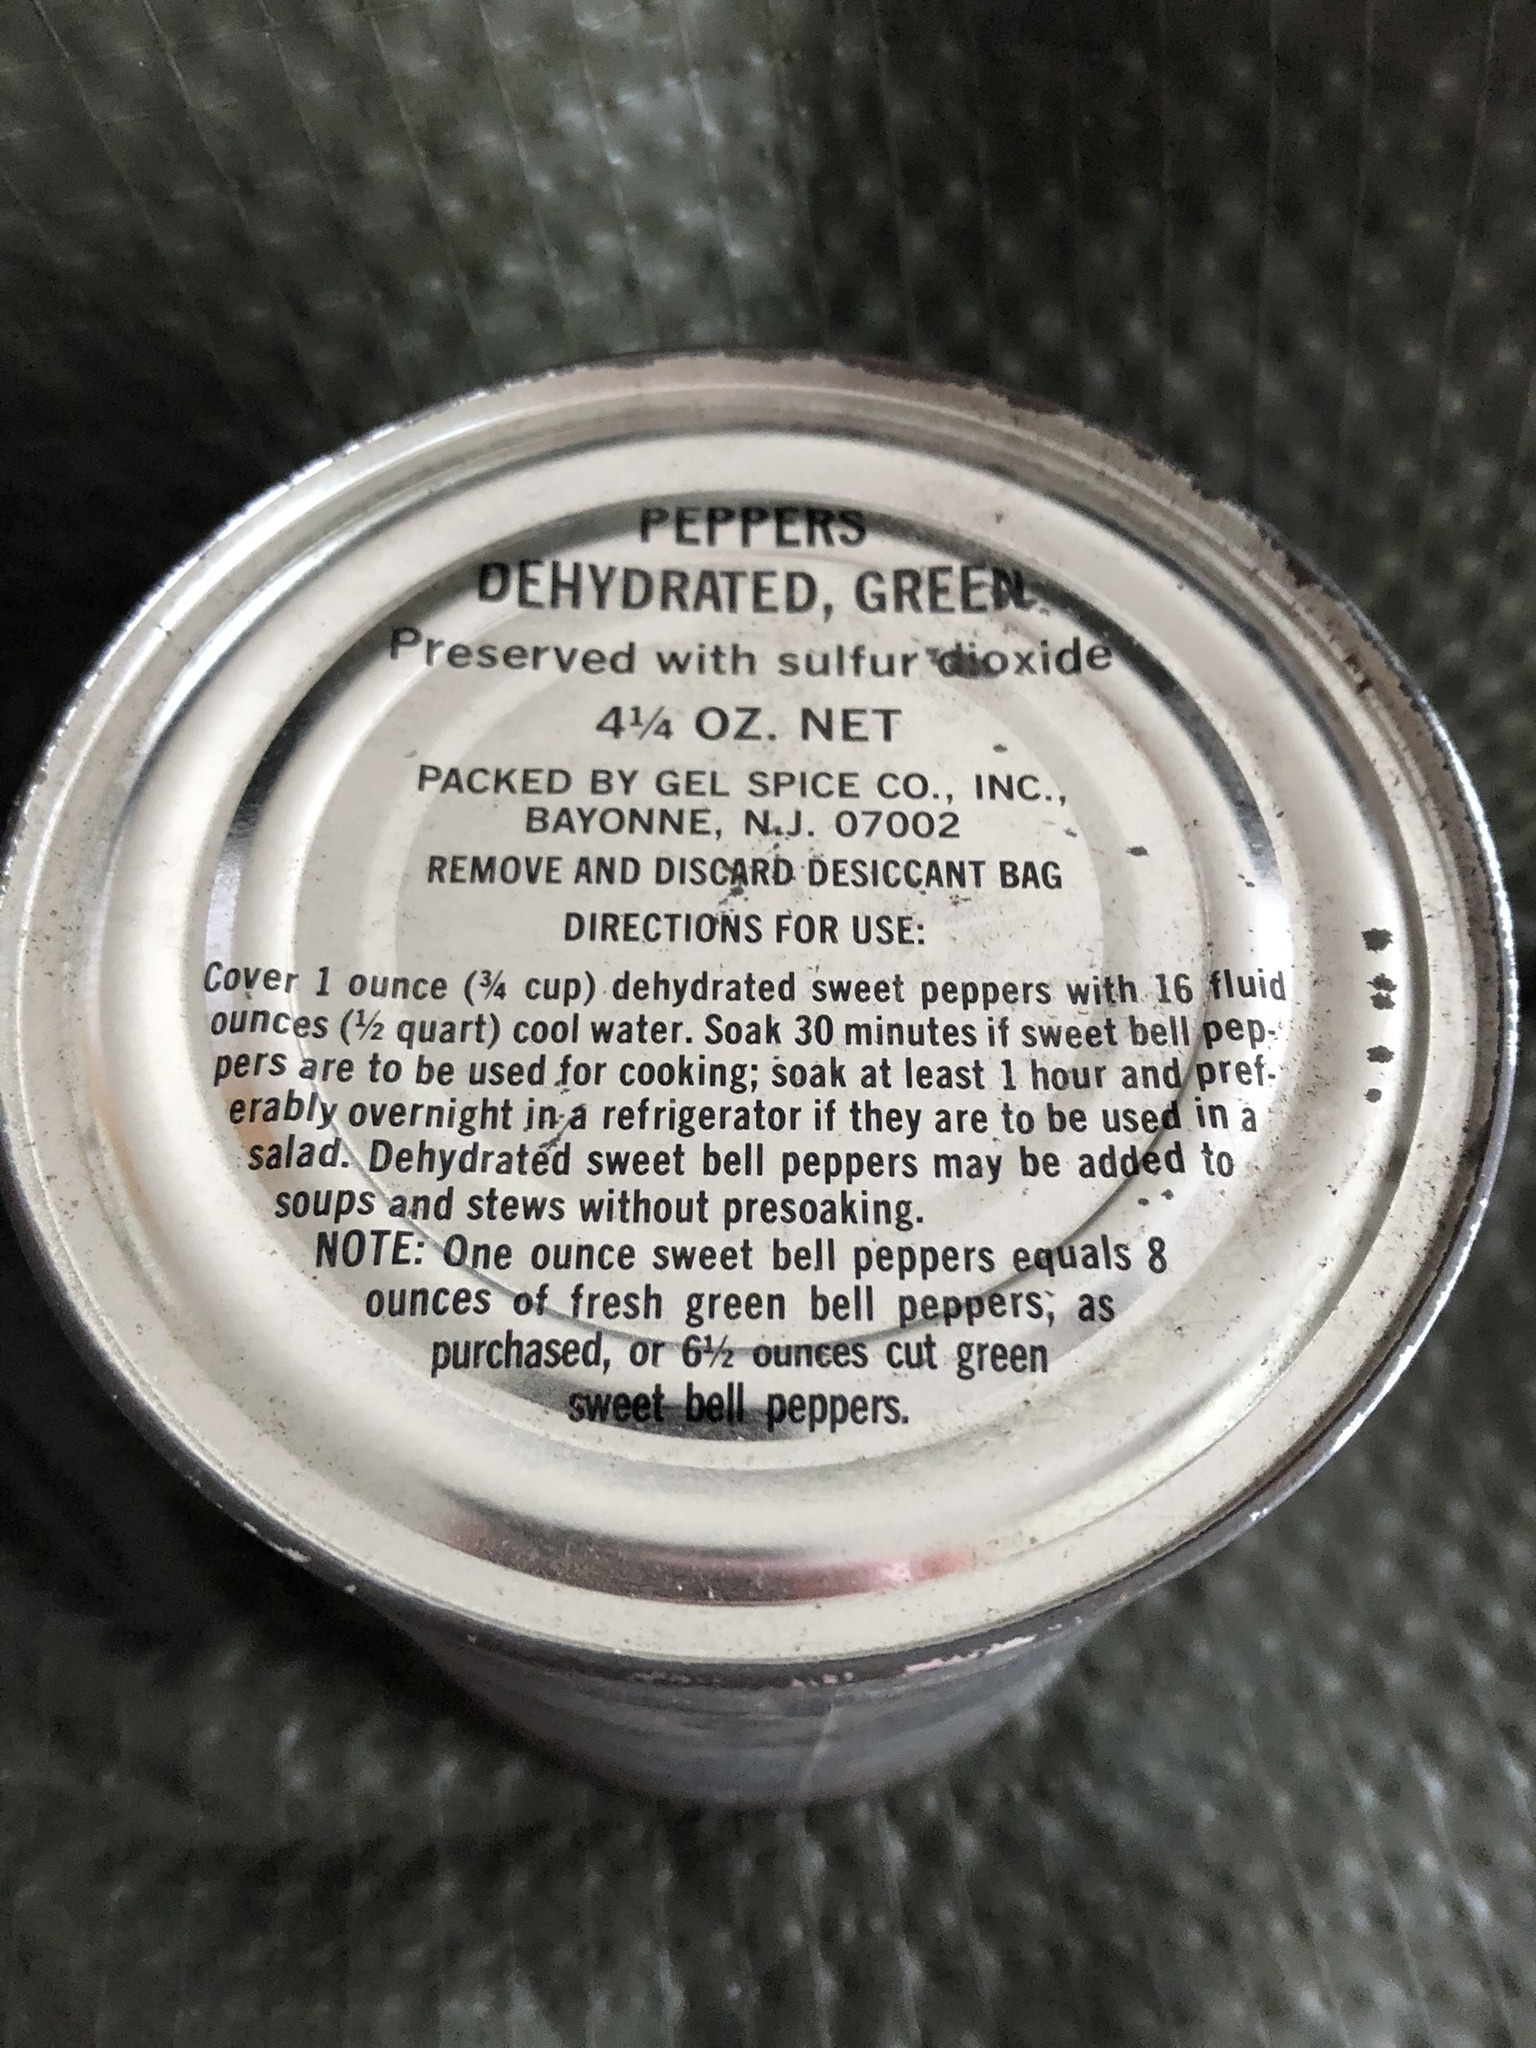 PEPPERS
DEHYDRATED, GREEN
Preserved with sulfur dioxide
4¼ OZ. NET
PACKED BY GEL SPICE CO., INC.,
BAYONNE, N.J. 07002
REMOVE AND DISCARD DESICCANT BAG
DIRECTIONS FOR USE:
Cover 1 ounce (¾ cup) dehydrated sweet peppers with 16 fluid
ounces (½ quart) cool water. Soak 30 minutes if sweet bell pep-
pers are to be used for cooking; soak at least 1 hour and pref-
erably overnight in a refrigerator if they are to be used in a
salad. Dehydrated sweet bell peppers may be added to
soups and stews without presoaking.
NOTE: One ounce sweet bell peppers equals 8
ounces of fresh green bell peppers, as
purchased, or 6½ ounces cut green
sweet bell peppers.